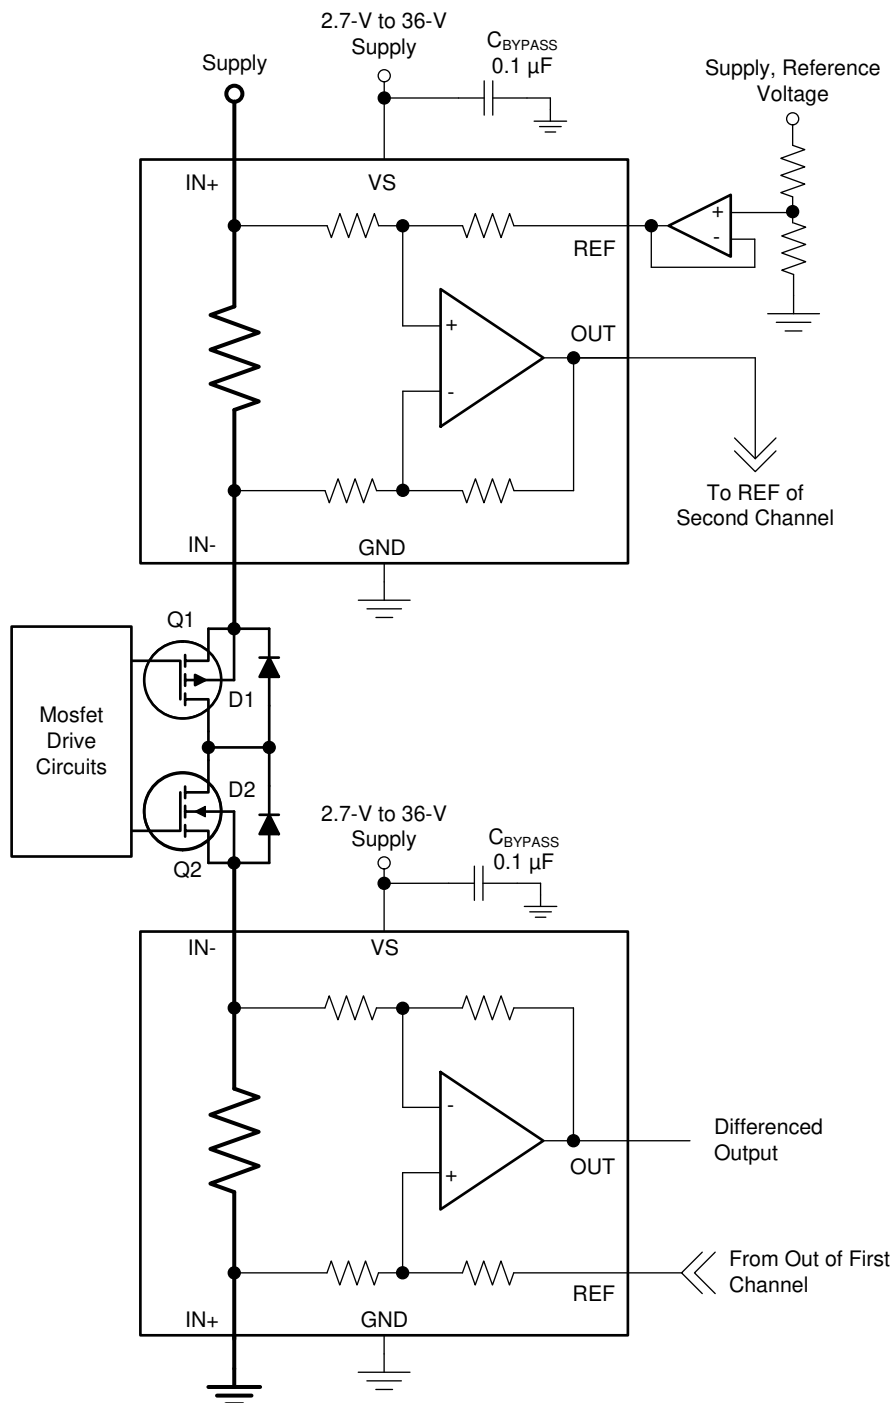 2.7-V to 36-V
Supply
C_BYPASS
0.1 µF
Supply
Supply, Reference
Voltage
IN+
VS
+
-
REF
+
-
OUT
To REF of
Second Channel
IN-
GND
Q1
D1
Mosfet
Drive
Circuits
D2
Q2
2.7-V to 36-V
Supply
C_BYPASS
0.1 µF
IN-
VS
-
+
OUT
Differenced
Output
REF
From Out of First
Channel
IN+
GND